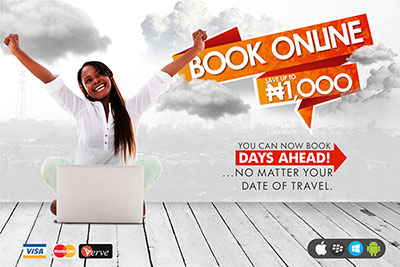 BOOK ONLINE
SAVE UP TO
₦1,000
YOU CAN NOW BOOK
DAYS AHEAD!
...NO MATTER YOUR
DATE OF TRAVEL.
VISA MasterCard Verve